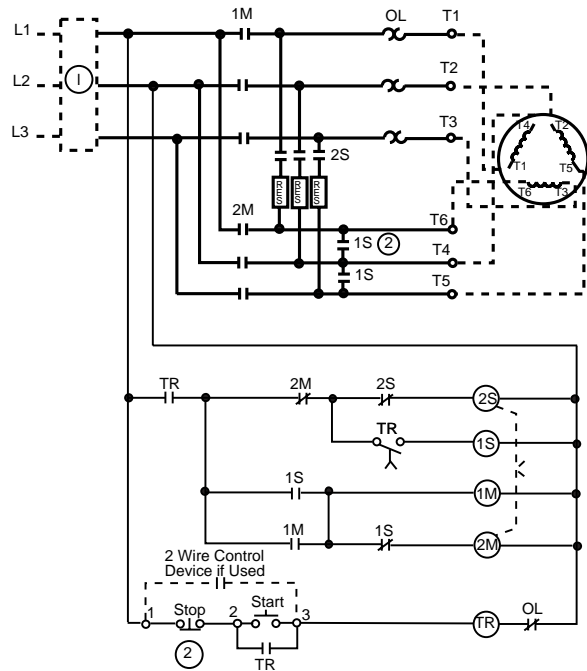 L1
1M
OL
T1
L2
1
T2
L3
T3
2S
T4 T2
T1 T5
T6 T3
RES RES RES
2M
T6
1S 2
T4
1S
T5
TR
2M
2S
2S
TR
1S
1S
1M
1M
1S
2M
2 Wire Control
Device if Used
1
Stop
2
Start
3
TR
OL
2
TR